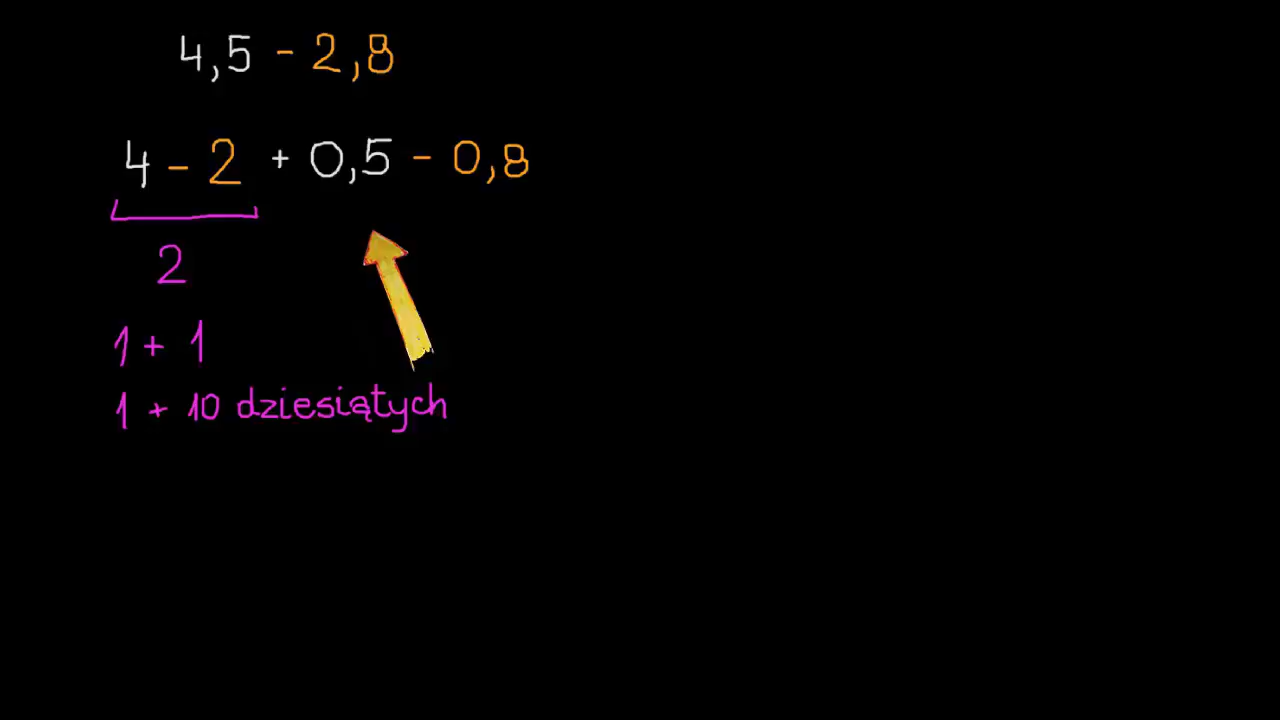 4,5 - 2,8
4 - 2 + 0,5 - 0,8
2
1 + 1
1 + 10 dziesiątych